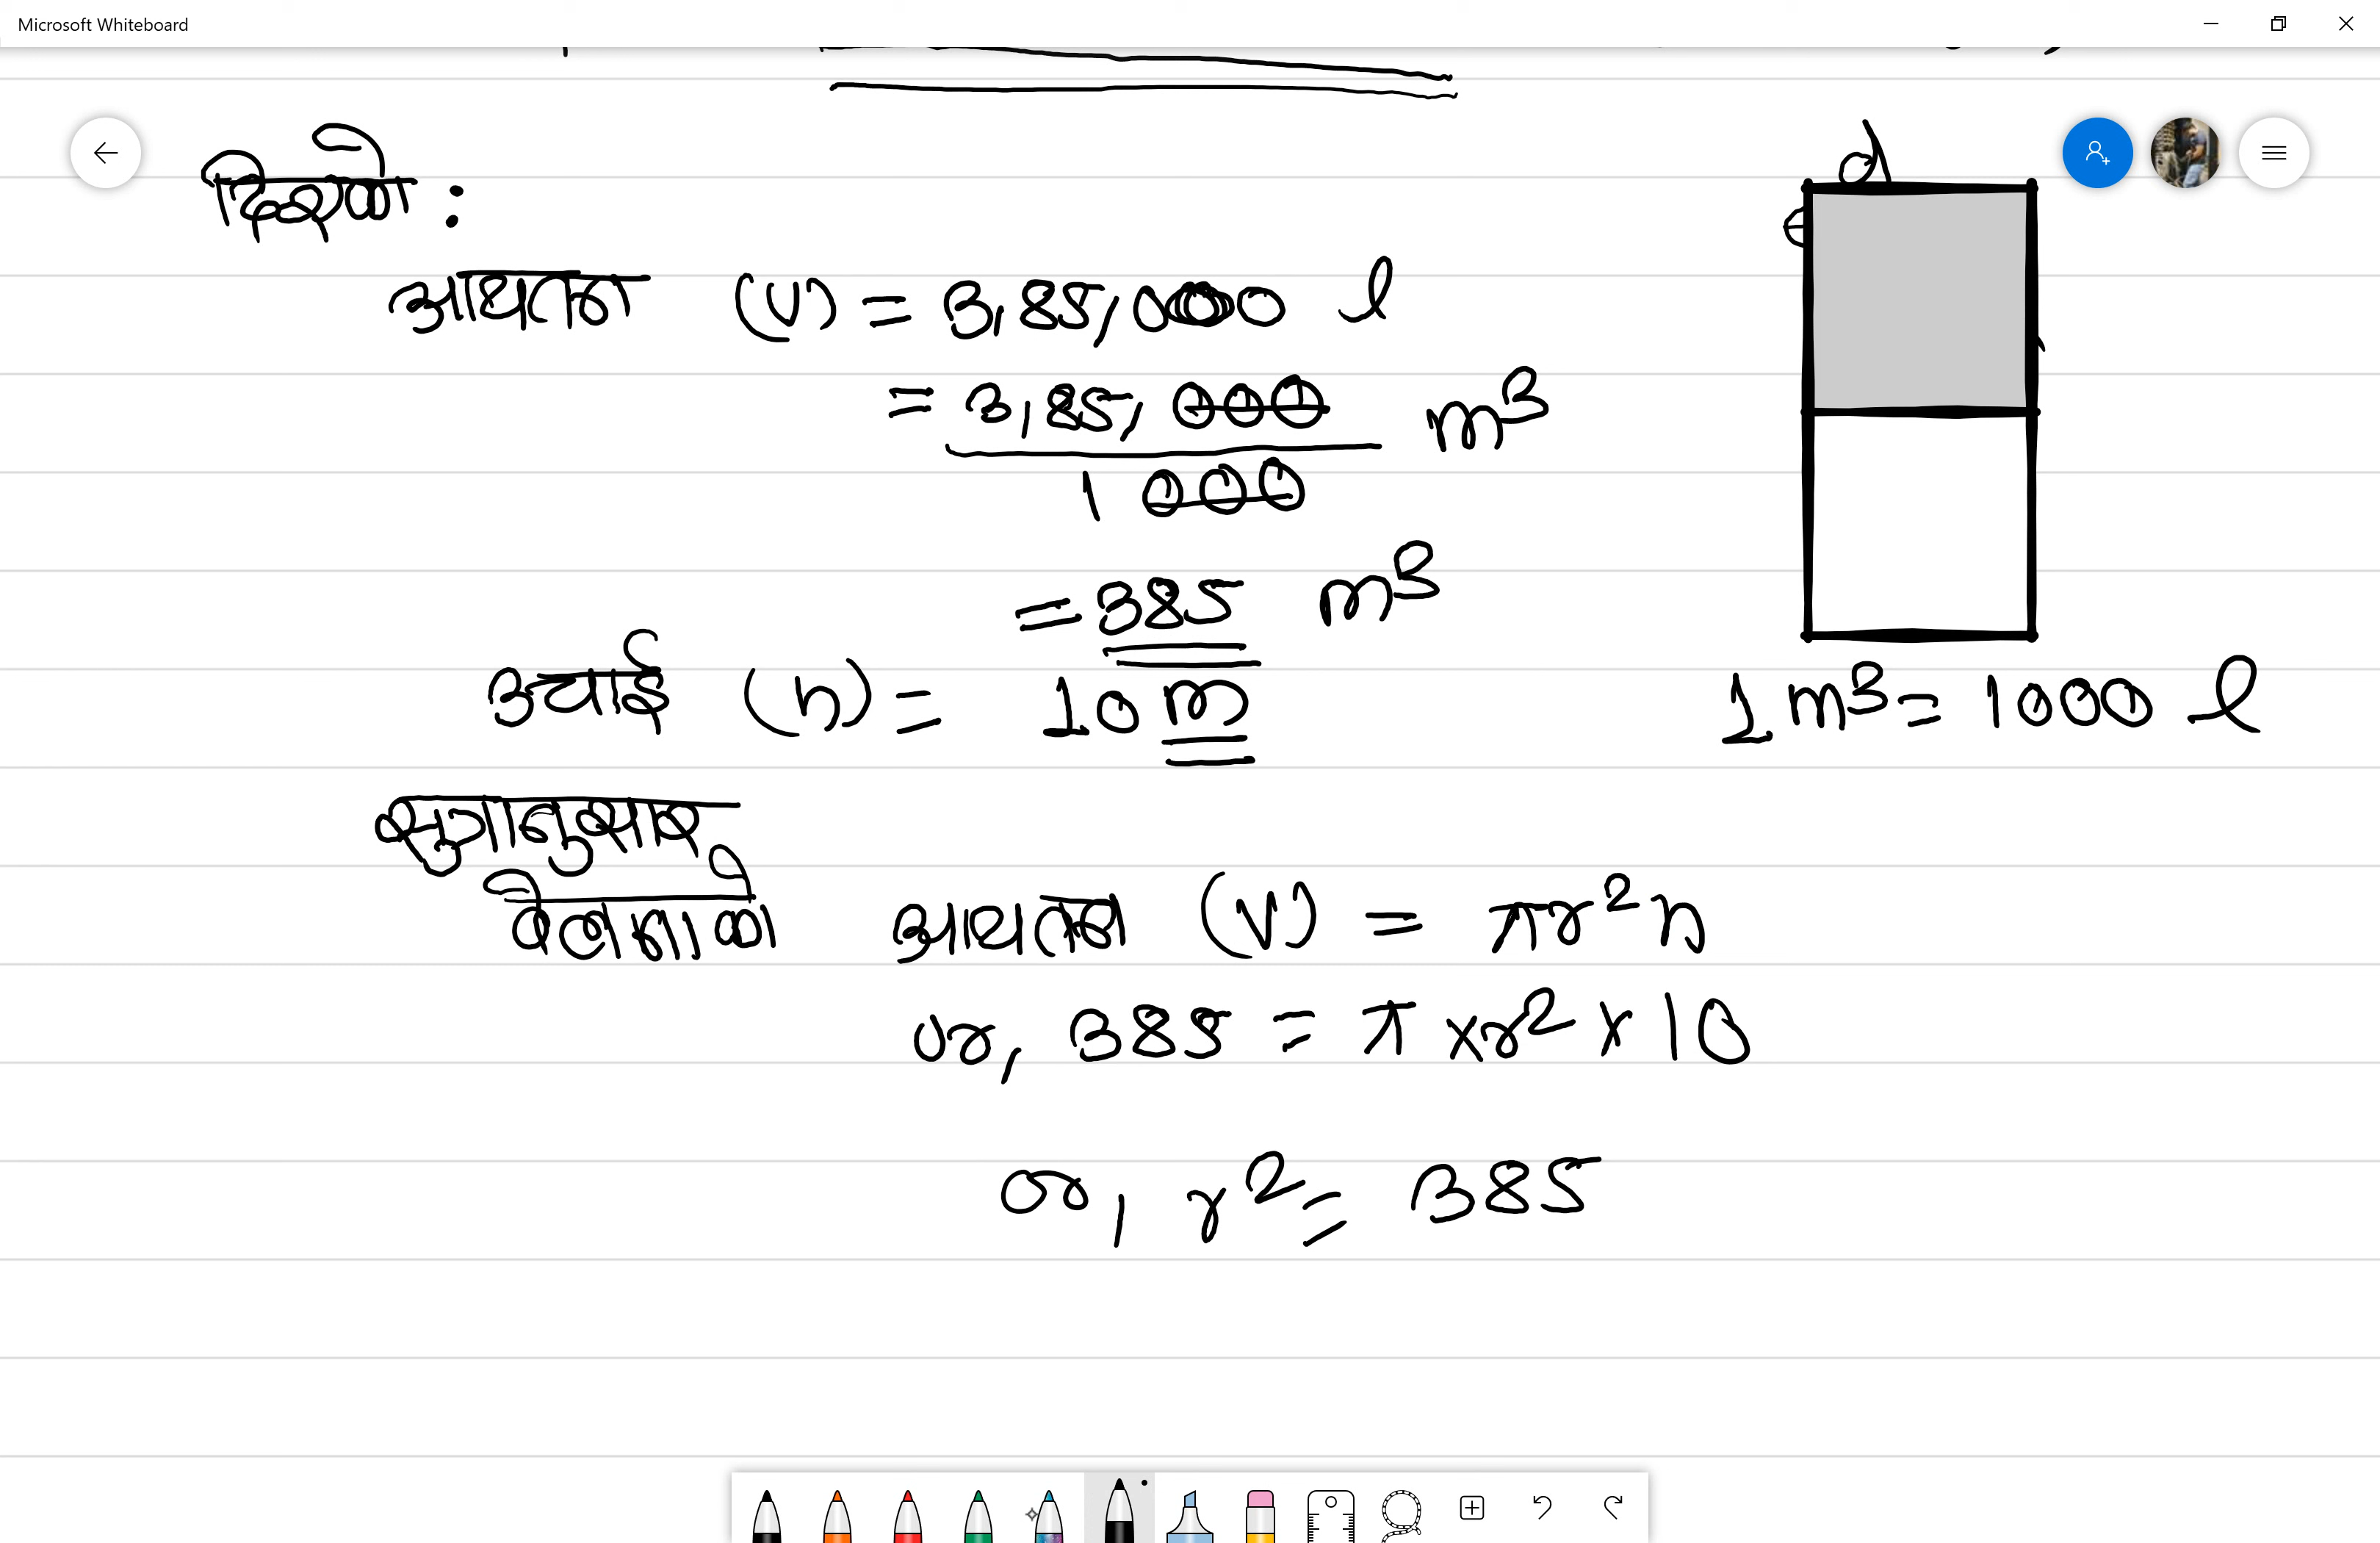 Microsoft Whiteboard
दिइएको :
d
आयतन (V) = 3,85,000 l
= 3,85,000 m³
1000
= 385 m³
उचाई (h) = 10 m
1 m³ = 1000 l
सुत्रानुसार
बेलनाको आयतन (V) = πr²h
or, 385 = π × r² × 10
or, r² = 385